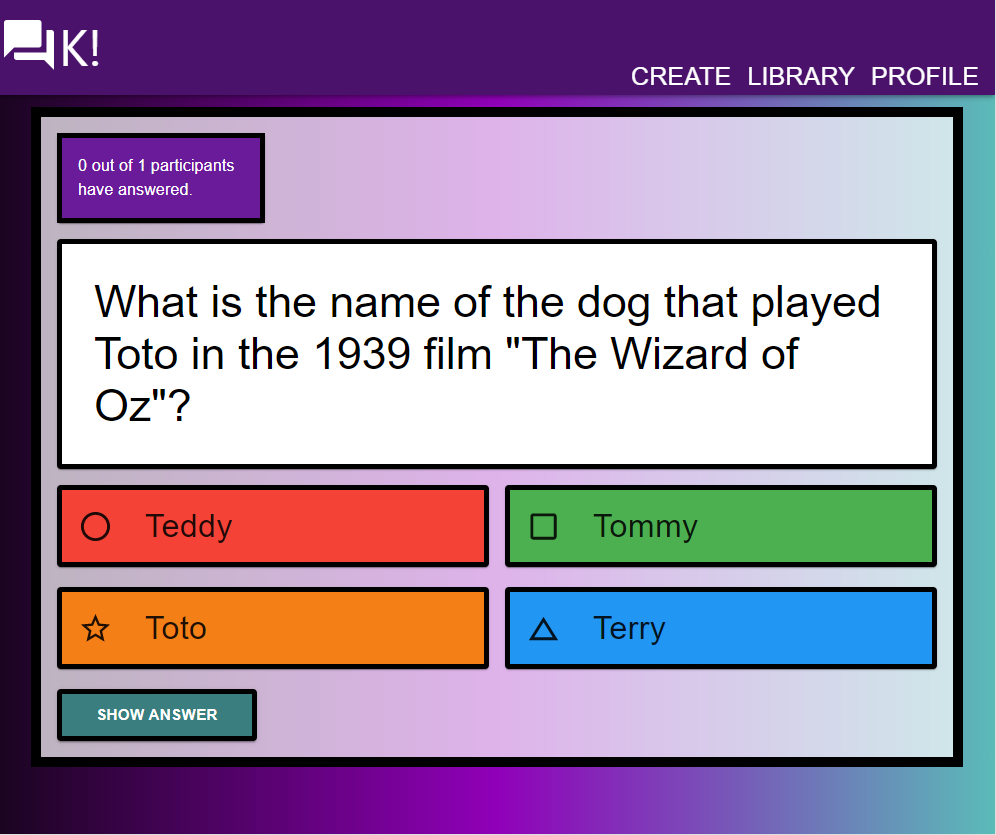 K!
CREATE LIBRARY PROFILE
0 out of 1 participants
have answered.
What is the name of the dog that played
Toto in the 1939 film "The Wizard of
Oz"?
Teddy
Tommy
Toto
Terry
SHOW ANSWER